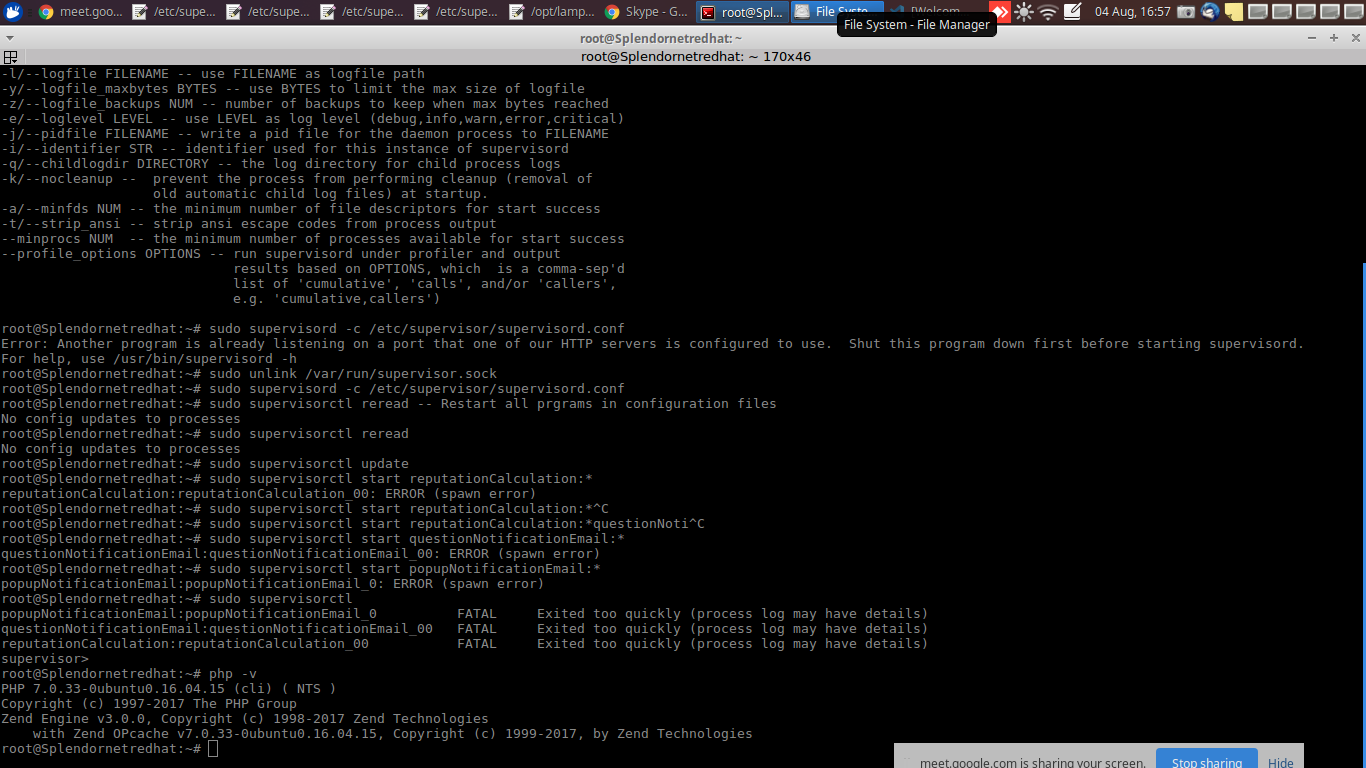 meet.goo...
/etc/supe...
/etc/supe...
/etc/supe...
/etc/supe...
/opt/lamp...
Skype - G...
root@Spl...
File Syste...
04 Aug, 16:57
File System - File Manager
root@Splendornetredhat: ~
root@Splendornetredhat: ~ 170x46
-l/--logfile FILENAME -- use FILENAME as logfile path
-y/--logfile_maxbytes BYTES -- use BYTES to limit the max size of logfile
-z/--logfile_backups NUM -- number of backups to keep when max bytes reached
-e/--loglevel LEVEL -- use LEVEL as log level (debug,info,warn,error,critical)
-j/--pidfile FILENAME -- write a pid file for the daemon process to FILENAME
-i/--identifier STR -- identifier used for this instance of supervisord
-q/--childlogdir DIRECTORY -- the log directory for child process logs
-k/--nocleanup --  prevent the process from performing cleanup (removal of
                   old automatic child log files) at startup.
-a/--minfds NUM -- the minimum number of file descriptors for start success
-t/--strip_ansi -- strip ansi escape codes from process output
--minprocs NUM  -- the minimum number of processes available for start success
--profile_options OPTIONS -- run supervisord under profiler and output
                             results based on OPTIONS, which  is a comma-sep'd
                             list of 'cumulative', 'calls', and/or 'callers',
                             e.g. 'cumulative,callers')
root@Splendornetredhat:~# sudo supervisord -c /etc/supervisor/supervisord.conf
Error: Another program is already listening on a port that one of our HTTP servers is configured to use.  Shut this program down first before starting supervisord.
For help, use /usr/bin/supervisord -h
root@Splendornetredhat:~# sudo unlink /var/run/supervisor.sock
root@Splendornetredhat:~# sudo supervisord -c /etc/supervisor/supervisord.conf
root@Splendornetredhat:~# sudo supervisorctl reread -- Restart all prgrams in configuration files
No config updates to processes
root@Splendornetredhat:~# sudo supervisorctl reread
No config updates to processes
root@Splendornetredhat:~# sudo supervisorctl update
root@Splendornetredhat:~# sudo supervisorctl start reputationCalculation:*
reputationCalculation:reputationCalculation_00: ERROR (spawn error)
root@Splendornetredhat:~# sudo supervisorctl start reputationCalculation:*^C
root@Splendornetredhat:~# sudo supervisorctl start reputationCalculation:*questionNoti^C
root@Splendornetredhat:~# sudo supervisorctl start questionNotificationEmail:*
questionNotificationEmail:questionNotificationEmail_00: ERROR (spawn error)
root@Splendornetredhat:~# sudo supervisorctl start popupNotificationEmail:*
popupNotificationEmail:popupNotificationEmail_0: ERROR (spawn error)
root@Splendornetredhat:~# sudo supervisorctl
popupNotificationEmail:popupNotificationEmail_0          FATAL     Exited too quickly (process log may have details)
questionNotificationEmail:questionNotificationEmail_00   FATAL     Exited too quickly (process log may have details)
reputationCalculation:reputationCalculation_00           FATAL     Exited too quickly (process log may have details)
supervisor>
root@Splendornetredhat:~# php -v
PHP 7.0.33-0ubuntu0.16.04.15 (cli) ( NTS )
Copyright (c) 1997-2017 The PHP Group
Zend Engine v3.0.0, Copyright (c) 1998-2017 Zend Technologies
    with Zend OPcache v7.0.33-0ubuntu0.16.04.15, Copyright (c) 1999-2017, by Zend Technologies
root@Splendornetredhat:~#
meet.google.com is sharing your screen.
Stop sharing
Hide